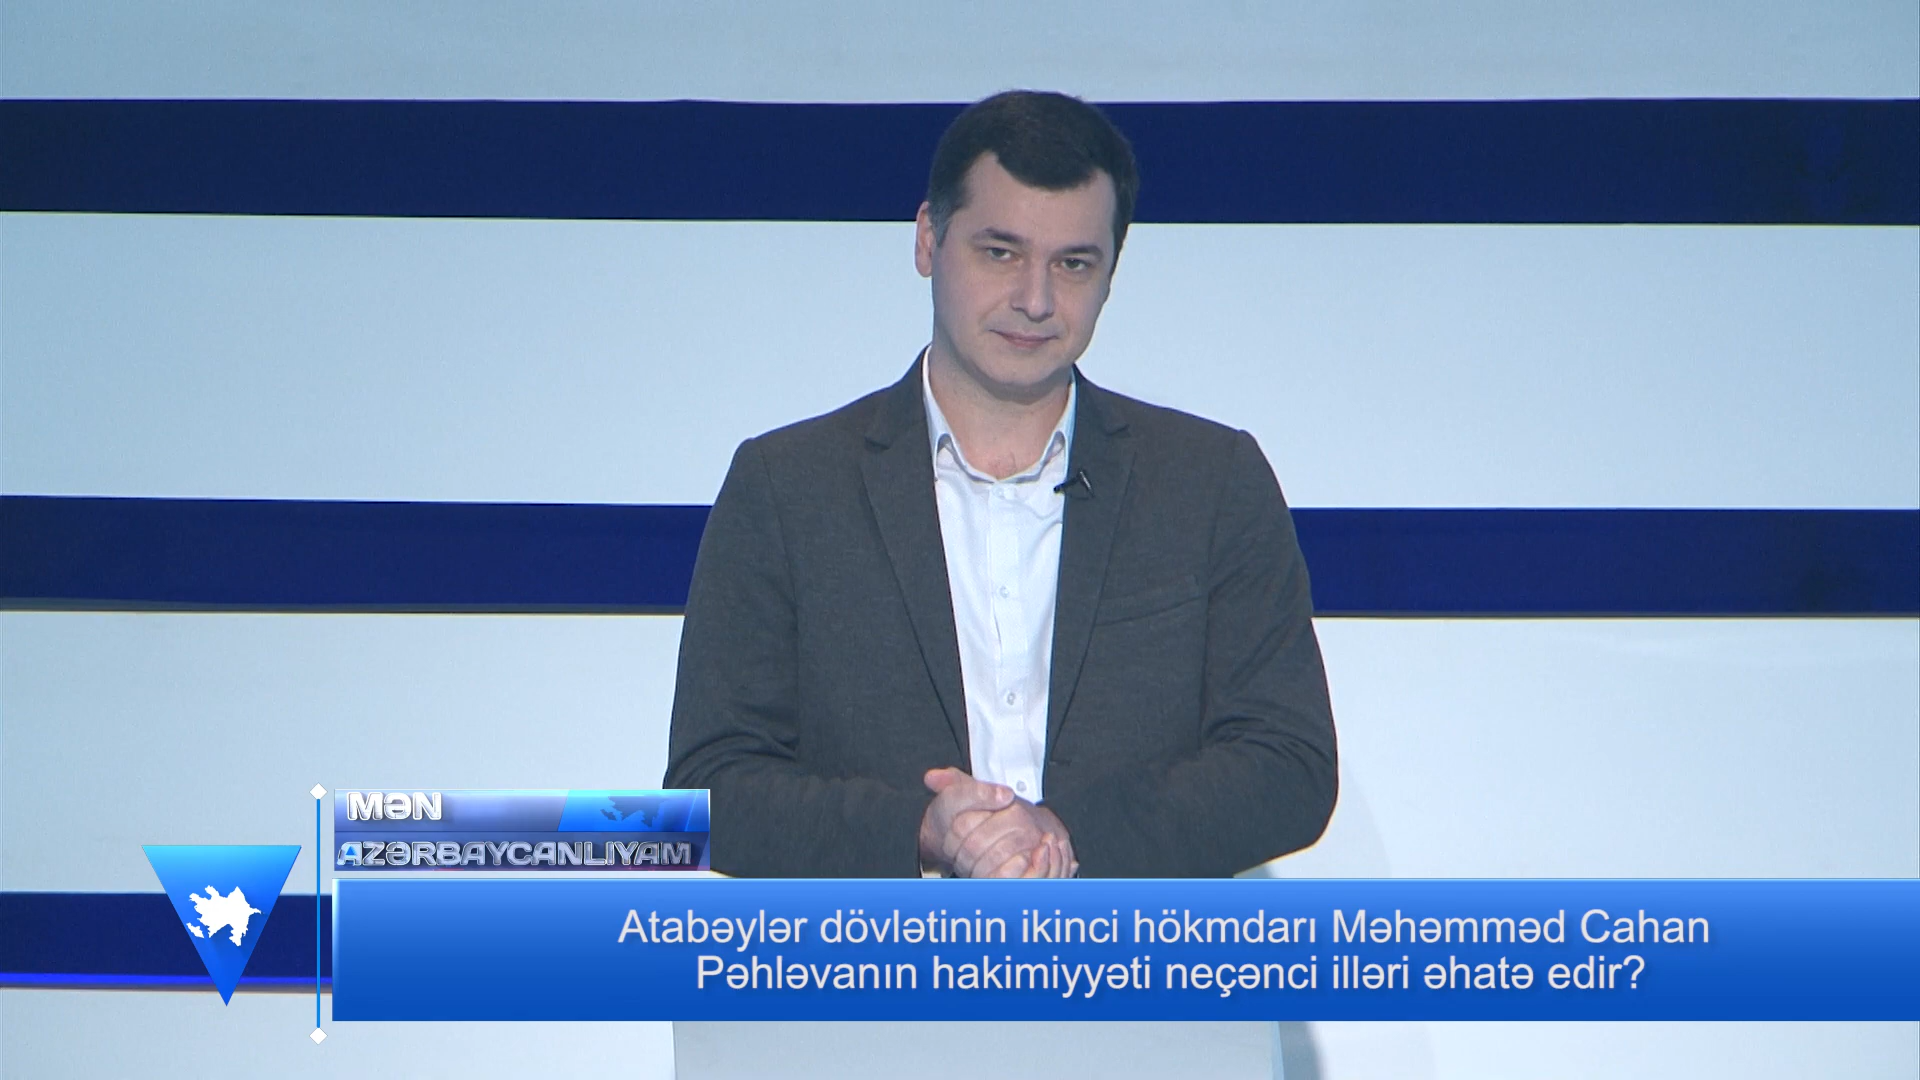 MƏN
AZƏRBAYCANLIYAM
Atabəylər dövlətinin ikinci hökmdarı Məhəmməd Cahan
Pəhləvanın hakimiyyəti neçənci illəri əhatə edir?